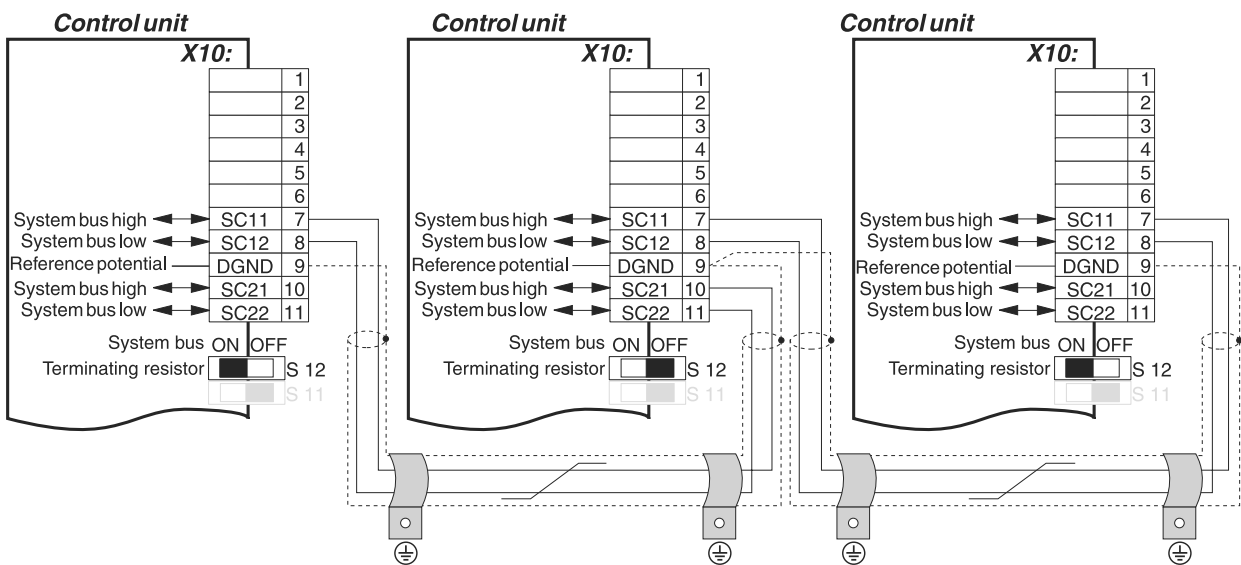 Control unit
X10:
1
2
3
4
5
6
System bus high SC11 7
System bus low SC12 8
Reference potential DGND 9
System bus high SC21 10
System bus low SC22 11
System bus ON OFF
Terminating resistor S 12
S 11
Control unit
X10:
1
2
3
4
5
6
System bus high SC11 7
System bus low SC12 8
Reference potential DGND 9
System bus high SC21 10
System bus low SC22 11
System bus ON OFF
Terminating resistor S 12
S 11
Control unit
X10:
1
2
3
4
5
6
System bus high SC11 7
System bus low SC12 8
Reference potential DGND 9
System bus high SC21 10
System bus low SC22 11
System bus ON OFF
Terminating resistor S 12
S 11